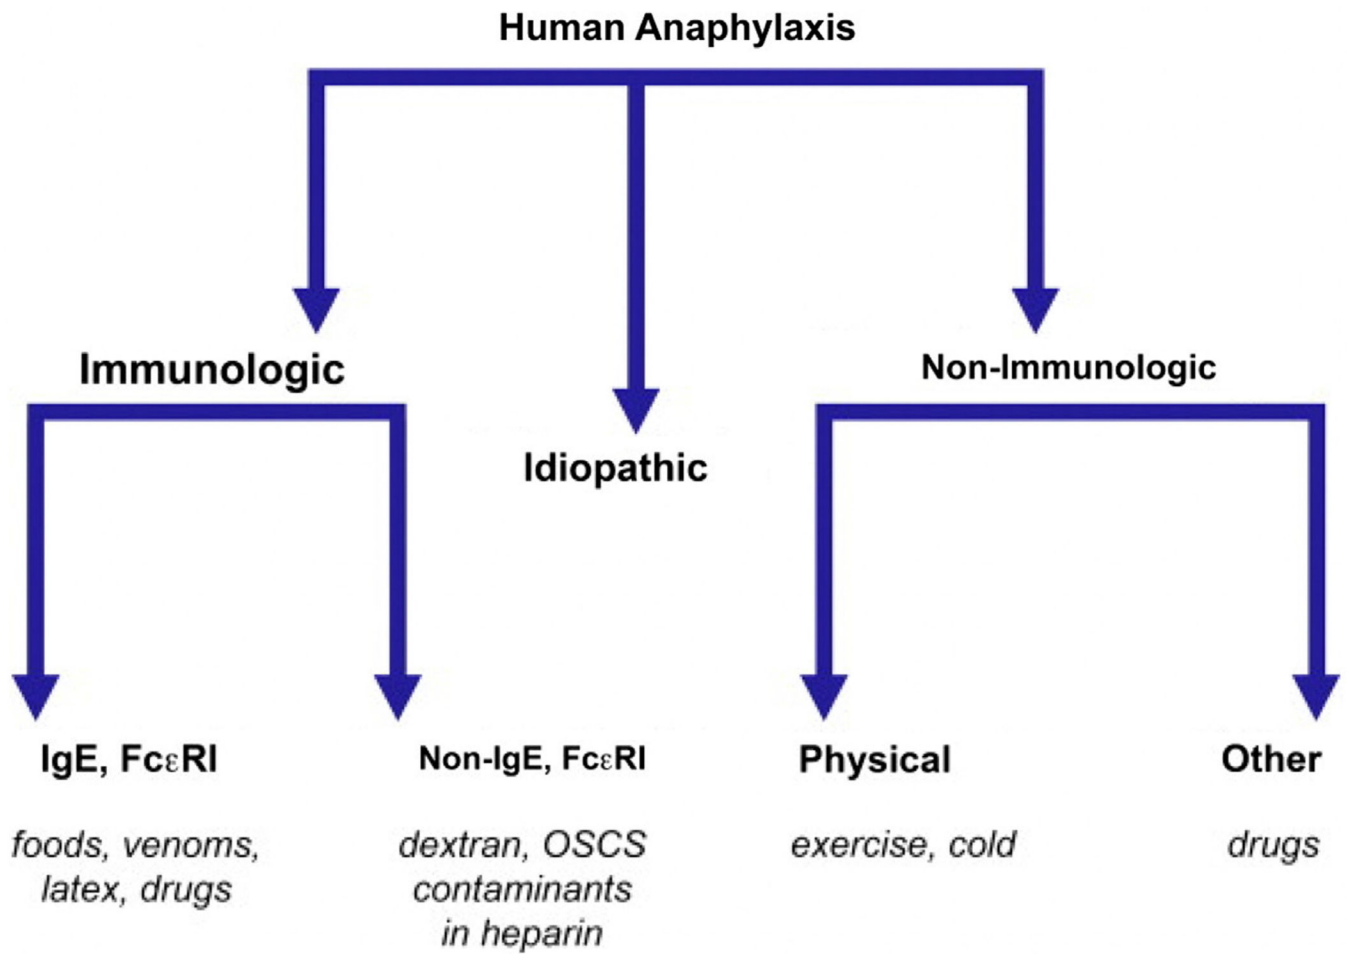 Human Anaphylaxis
Immunologic
Non-Immunologic
Idiopathic
IgE, FcεRI
Non-IgE, FcεRI
Physical
Other
foods, venoms,
latex, drugs
dextran, OSCS
contaminants
in heparin
exercise, cold
drugs